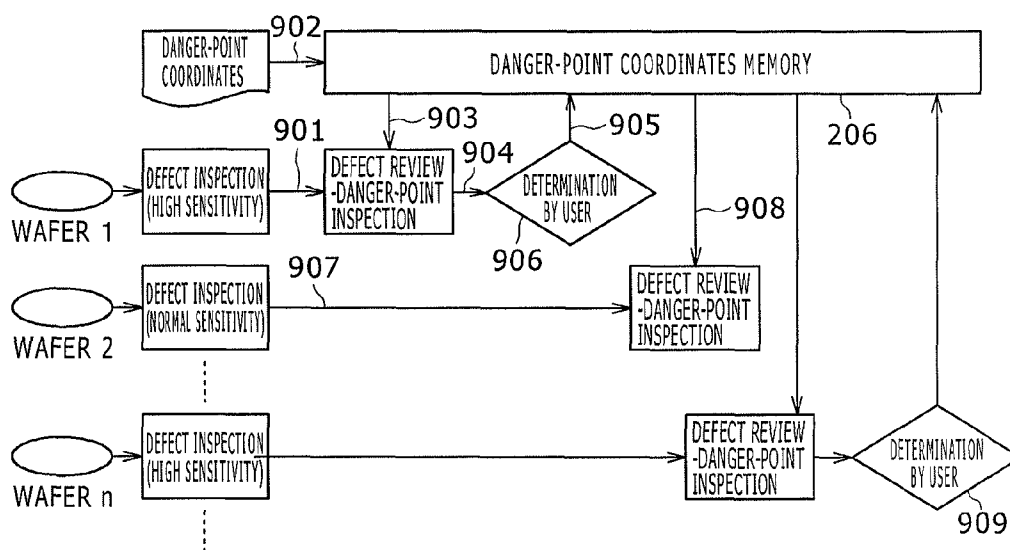 902
DANGER-POINT
COORDINATES
DANGER-POINT COORDINATES MEMORY
903
905
206
901
904
DEFECT INSPECTION
(HIGH SENSITIVITY)
DEFECT REVIEW
-DANGER-POINT
INSPECTION
DETERMINATION
BY USER
WAFER 1
906
908
907
DEFECT INSPECTION
(NORMAL SENSITIVITY)
DEFECT REVIEW
-DANGER-POINT
INSPECTION
WAFER 2
DEFECT INSPECTION
(HIGH SENSITIVITY)
DEFECT REVIEW
-DANGER-POINT
INSPECTION
DETERMINATION
BY USER
WAFER n
909